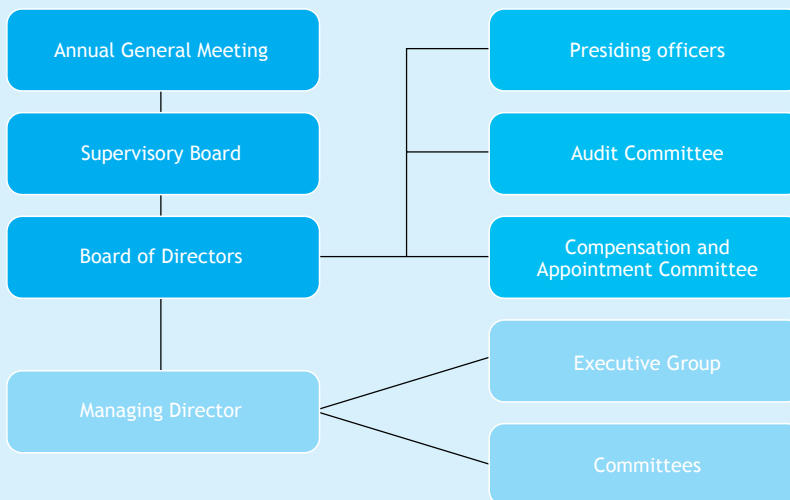 Annual General Meeting
Supervisory Board
Board of Directors
Managing Director
Presiding officers
Audit Committee
Compensation and
Appointment Committee
Executive Group
Committees